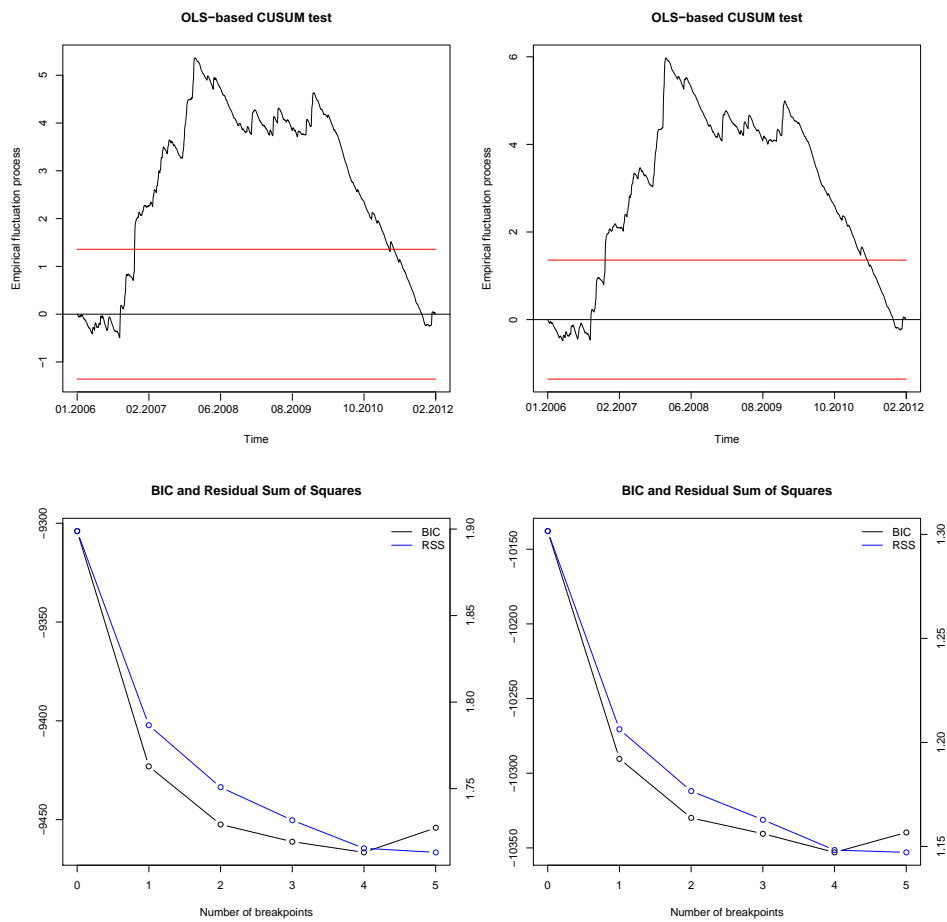 OLS−based CUSUM test
Empirical fluctuation process
5
4
3
2
1
0
−1
01.2006 02.2007 06.2008 08.2009 10.2010 02.2012
Time
OLS−based CUSUM test
Empirical fluctuation process
6
4
2
0
01.2006 02.2007 06.2008 08.2009 10.2010 02.2012
Time
BIC and Residual Sum of Squares
BIC
RSS
−9300
−9350
−9400
−9450
1.90
1.85
1.80
1.75
0 1 2 3 4 5
Number of breakpoints
BIC and Residual Sum of Squares
BIC
RSS
−10150
−10200
−10250
−10300
−10350
1.30
1.25
1.20
1.15
0 1 2 3 4 5
Number of breakpoints